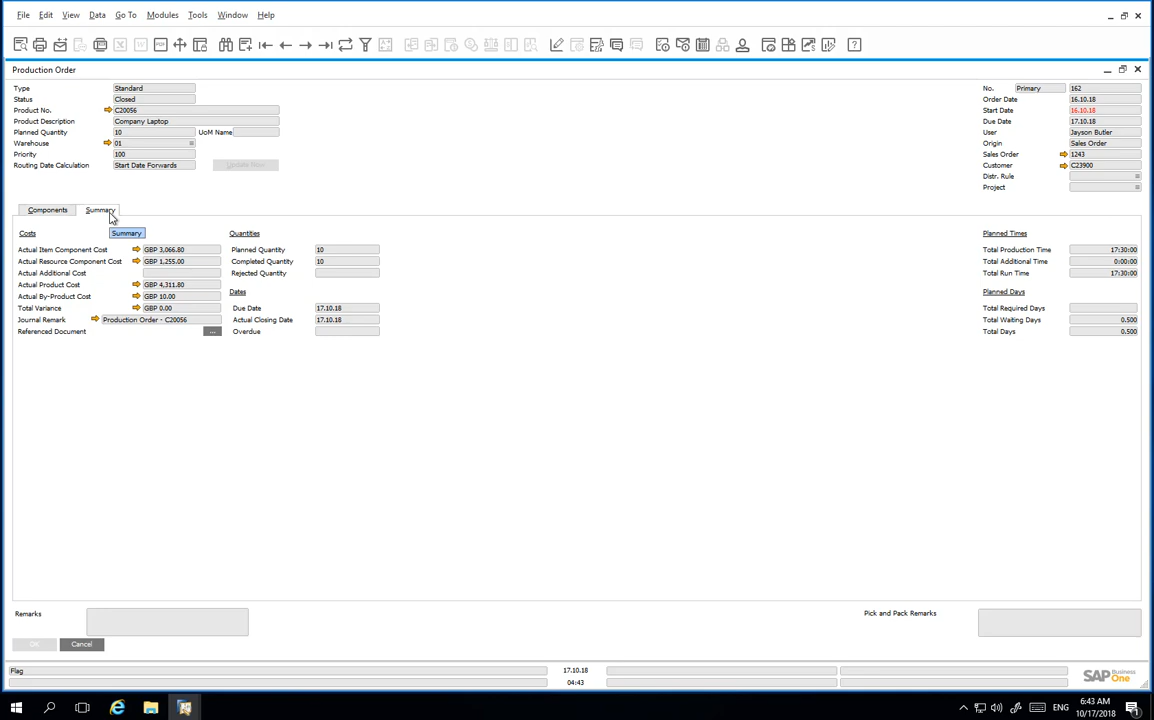 File Edit View Data Go To Modules Tools Window Help
Production Order
Type Standard
Status Closed
Product No. C20056
Product Description Company Laptop
Planned Quantity 10 UoM Name
Warehouse 01
Priority 100
Routing Date Calculation Start Date Forwards Update Now
No. Primary 162
Order Date 16.10.18
Start Date 16.10.18
Due Date 17.10.18
User Jayson Butler
Origin Sales Order
Sales Order 1243
Customer C23900
Distr. Rule
Project
Components Summary
Summary
Costs
Actual Item Component Cost GBP 3,066.80
Actual Resource Component Cost GBP 1,255.00
Actual Additional Cost
Actual Product Cost GBP 4,311.80
Actual By-Product Cost GBP 10.00
Total Variance GBP 0.00
Journal Remark Production Order - C20056
Referenced Document ...
Quantities
Planned Quantity 10
Completed Quantity 10
Rejected Quantity
Dates
Due Date 17.10.18
Actual Closing Date 17.10.18
Overdue
Planned Times
Total Production Time 17:30:00
Total Additional Time 0:00:00
Total Run Time 17:30:00
Planned Days
Total Required Days
Total Waiting Days 0.500
Total Days 0.500
Remarks
Pick and Pack Remarks
OK Cancel
Flag 17.10.18
04:43
SAP Business One
ENG 6:43 AM
10/17/2018